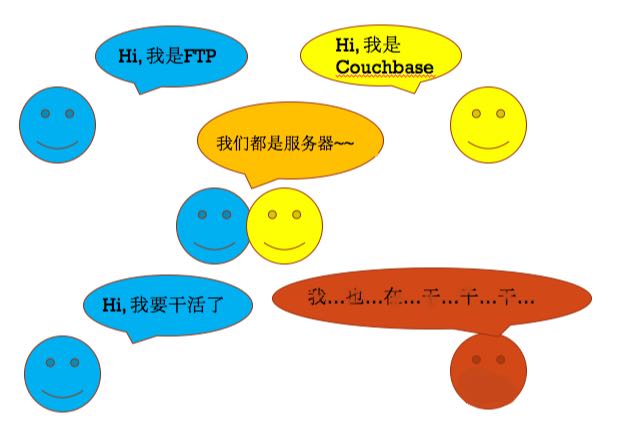 Hi, 我是FTP
Hi, 我是
Couchbase
我们都是服务器~~
Hi, 我要干活了
我...也...在...干...干...干...